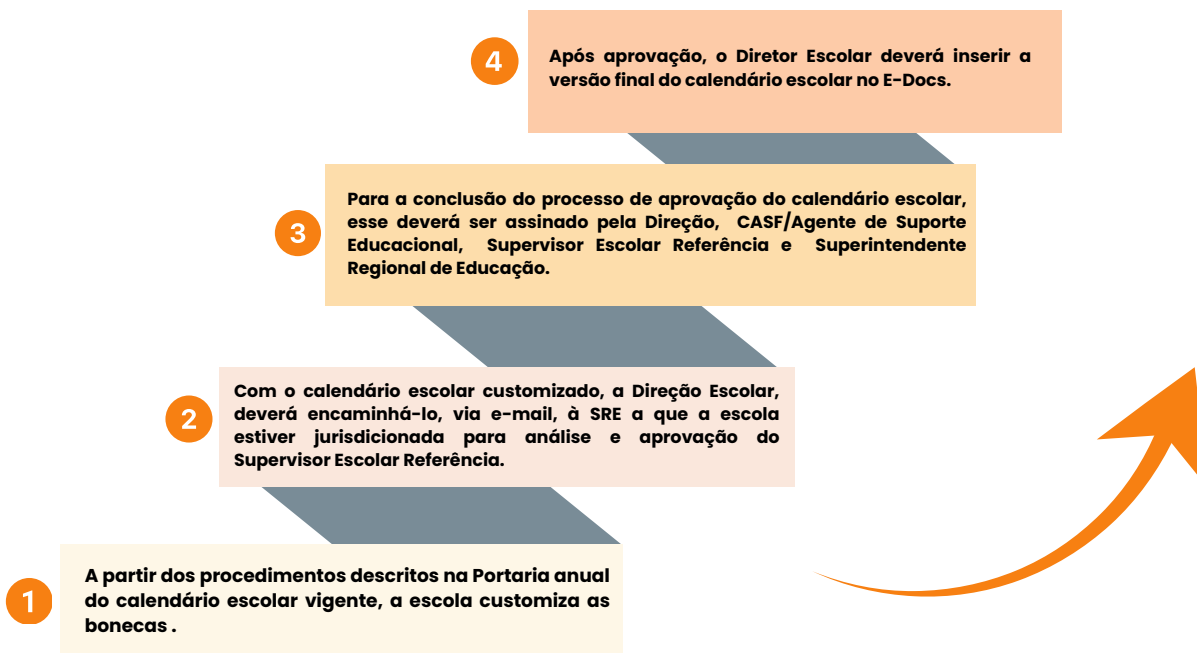 4
Após aprovação, o Diretor Escolar deverá inserir a
versão final do calendário escolar no E-Docs.
3
Para a conclusão do processo de aprovação do calendário escolar,
esse deverá ser assinado pela Direção, CASF/Agente de Suporte
Educacional, Supervisor Escolar Referência e Superintendente
Regional de Educação.
2
Com o calendário escolar customizado, a Direção Escolar,
deverá encaminhá-lo, via e-mail, à SRE a que a escola
estiver jurisdicionada para análise e aprovação do
Supervisor Escolar Referência.
1
A partir dos procedimentos descritos na Portaria anual
do calendário escolar vigente, a escola customiza as
bonecas .